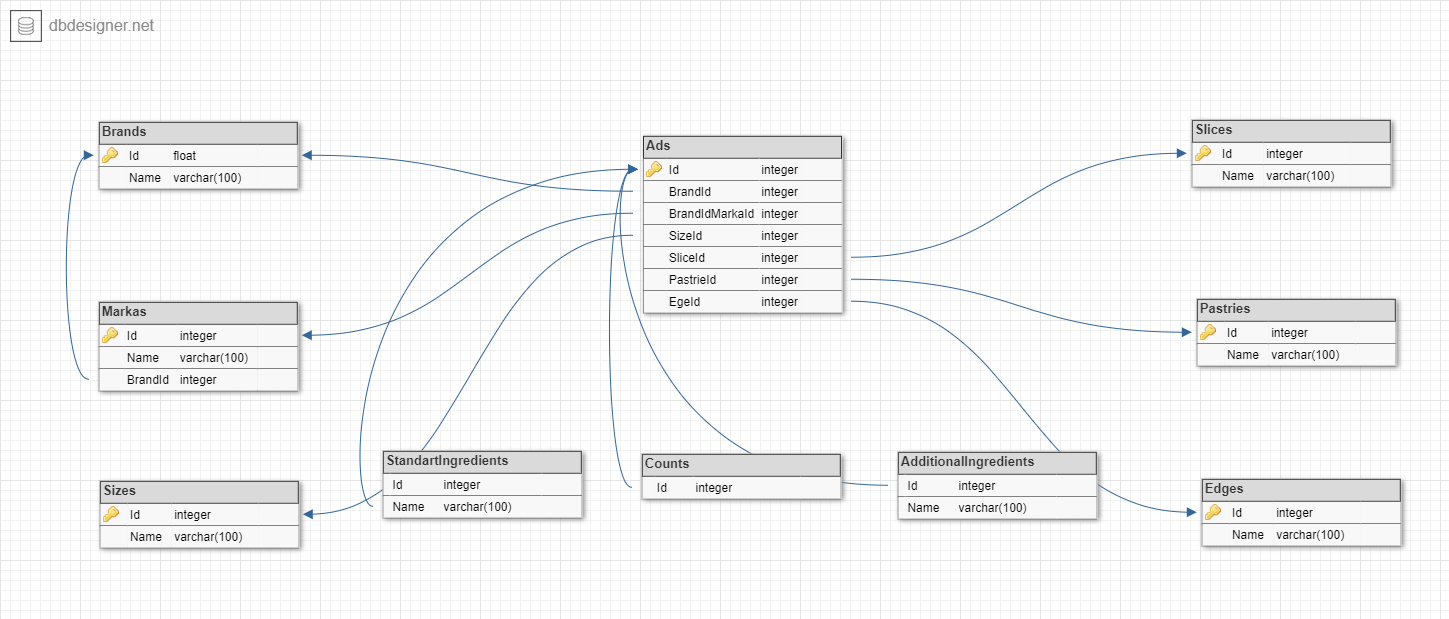 dbdesigner.net
Brands
Id float
Name varchar(100)
Markas
Id integer
Name varchar(100)
BrandId integer
Sizes
Id integer
Name varchar(100)
StandartIngredients
Id integer
Name varchar(100)
Ads
Id integer
BrandId integer
BrandIdMarkaId integer
SizeId integer
SliceId integer
PastrieId integer
EgeId integer
Counts
Id integer
AdditionalIngredients
Id integer
Name varchar(100)
Slices
Id integer
Name varchar(100)
Pastries
Id integer
Name varchar(100)
Edges
Id integer
Name varchar(100)